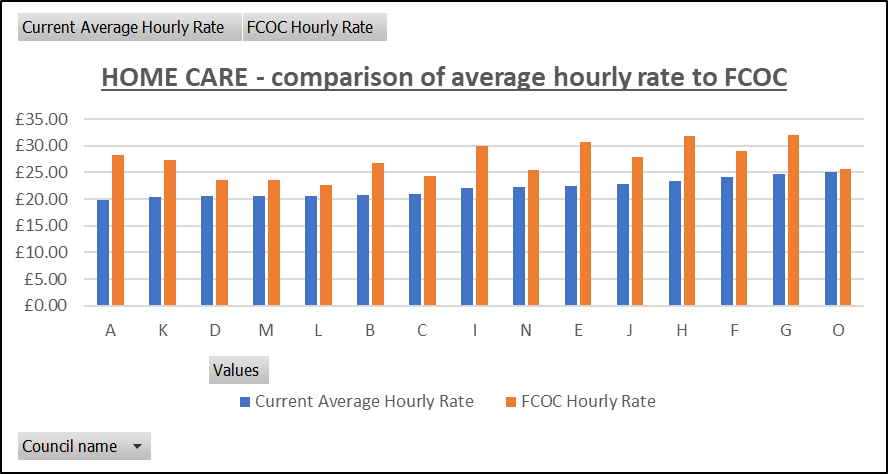 Current Average Hourly Rate FCOC Hourly Rate
HOME CARE - comparison of average hourly rate to FCOC
£35.00
£30.00
£25.00
£20.00
£15.00
£10.00
£5.00
£0.00
A K D M L B C I N E J H F G O
Values
Current Average Hourly Rate FCOC Hourly Rate
Council name